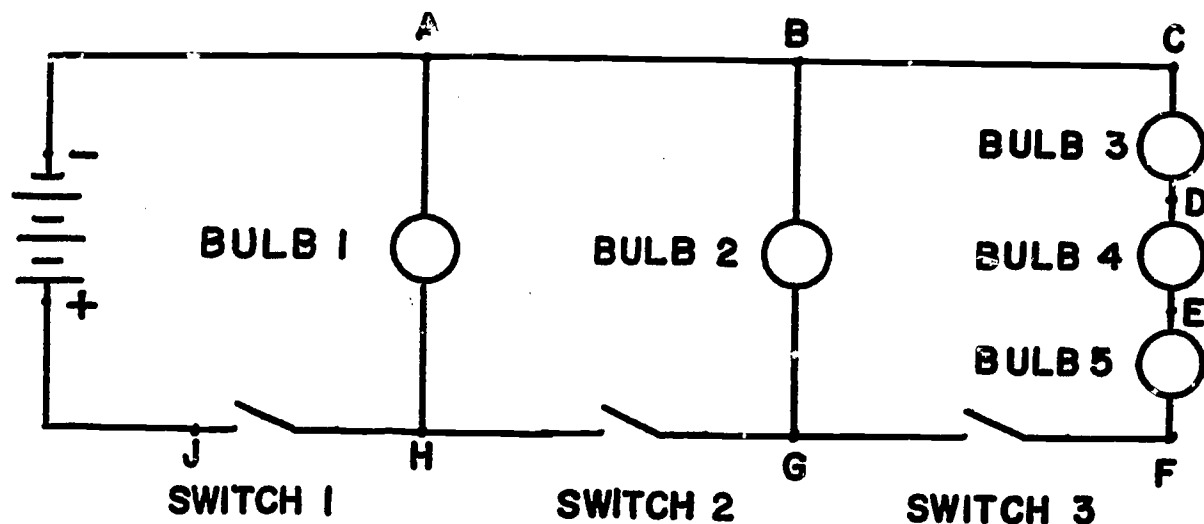 A
B
C
BULB 3
-
D
BULB 1
BULB 2
BULB 4
+
E
BULB 5
J
H
G
F
SWITCH 1
SWITCH 2
SWITCH 3